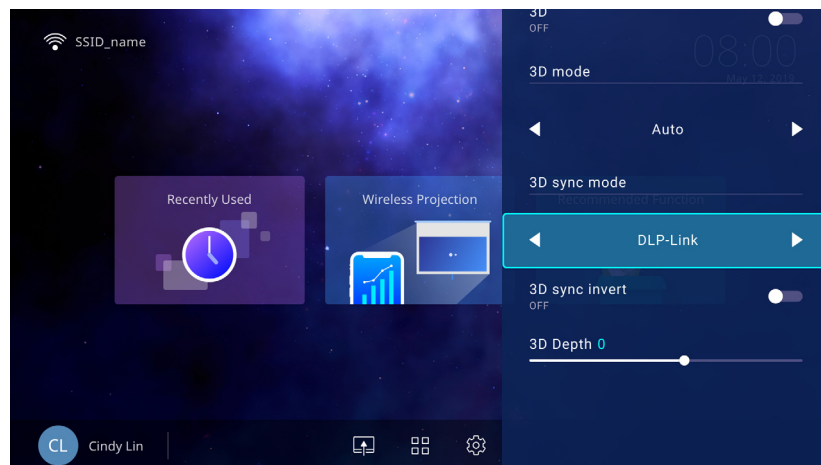 SSID_name
Recently Used
Wireless Projection
CL
Cindy Lin
3D
OFF
08:00
May 12, 2019
3D mode
Auto
3D sync mode
Recommended Function
DLP-Link
3D sync invert
OFF
3D Depth 0